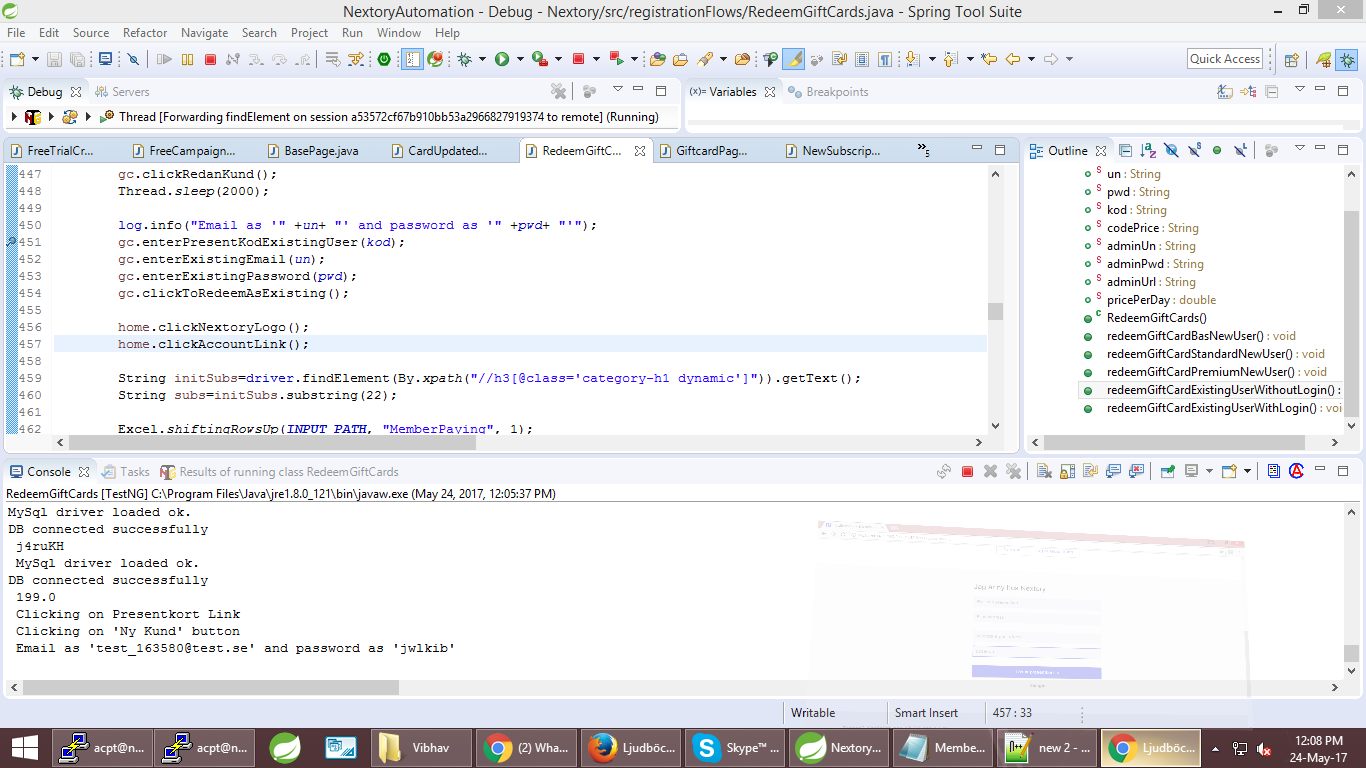 NextoryAutomation - Debug - Nextory/src/registrationFlows/RedeemGiftCards.java - Spring Tool Suite
File Edit Source Refactor Navigate Search Project Run Window Help
Quick Access
Debug Servers
(x)= Variables Breakpoints
Thread [Forwarding findElement on session a53572cf67b910bb53a2966827919374 to remote] (Running)
FreeTrialCr... FreeCampaign... BasePage.java CardUpdated... RedeemGiftC... GiftcardPag... NewSubscrip... »5
Outline
447 gc.clickRedanKund();
448 Thread.sleep(2000);
449
450 log.info("Email as '" +un+ "' and password as '" +pwd+ "'");
451 gc.enterPresentKodExistingUser(kod);
452 gc.enterExistingEmail(un);
453 gc.enterExistingPassword(pwd);
454 gc.clickToRedeemAsExisting();
455
456 home.clickNextoryLogo();
457 home.clickAccountLink();
458
459 String initSubs=driver.findElement(By.xpath("//h3[@class='category-h1 dynamic']")).getText();
460 String subs=initSubs.substring(22);
461
462 Excel.shiftingRowsUp(INPUT_PATH, "MemberPaying", 1);
un : String
pwd : String
kod : String
codePrice : String
adminUn : String
adminPwd : String
adminUrl : String
pricePerDay : double
RedeemGiftCards()
redeemGiftCardBasNewUser() : void
redeemGiftCardStandardNewUser() : void
redeemGiftCardPremiumNewUser() : void
redeemGiftCardExistingUserWithoutLogin() :
redeemGiftCardExistingUserWithLogin() : voi
Console Tasks Results of running class RedeemGiftCards
RedeemGiftCards [TestNG] C:\Program Files\Java\jre1.8.0_121\bin\javaw.exe (May 24, 2017, 12:05:37 PM)
MySql driver loaded ok.
DB connected successfully
j4ruKH
MySql driver loaded ok.
DB connected successfully
199.0
Clicking on Presentkort Link
Clicking on 'Ny Kund' button
Email as 'test_163580@test.se' and password as 'jwlkib'
Writable Smart Insert 457 : 33
acpt@n... acpt@n... Vibhav (2) Wha... Ljudböc... Skype™ ... Nextory... Membe... new 2 - ... Ljudböc...
12:08 PM
24-May-17